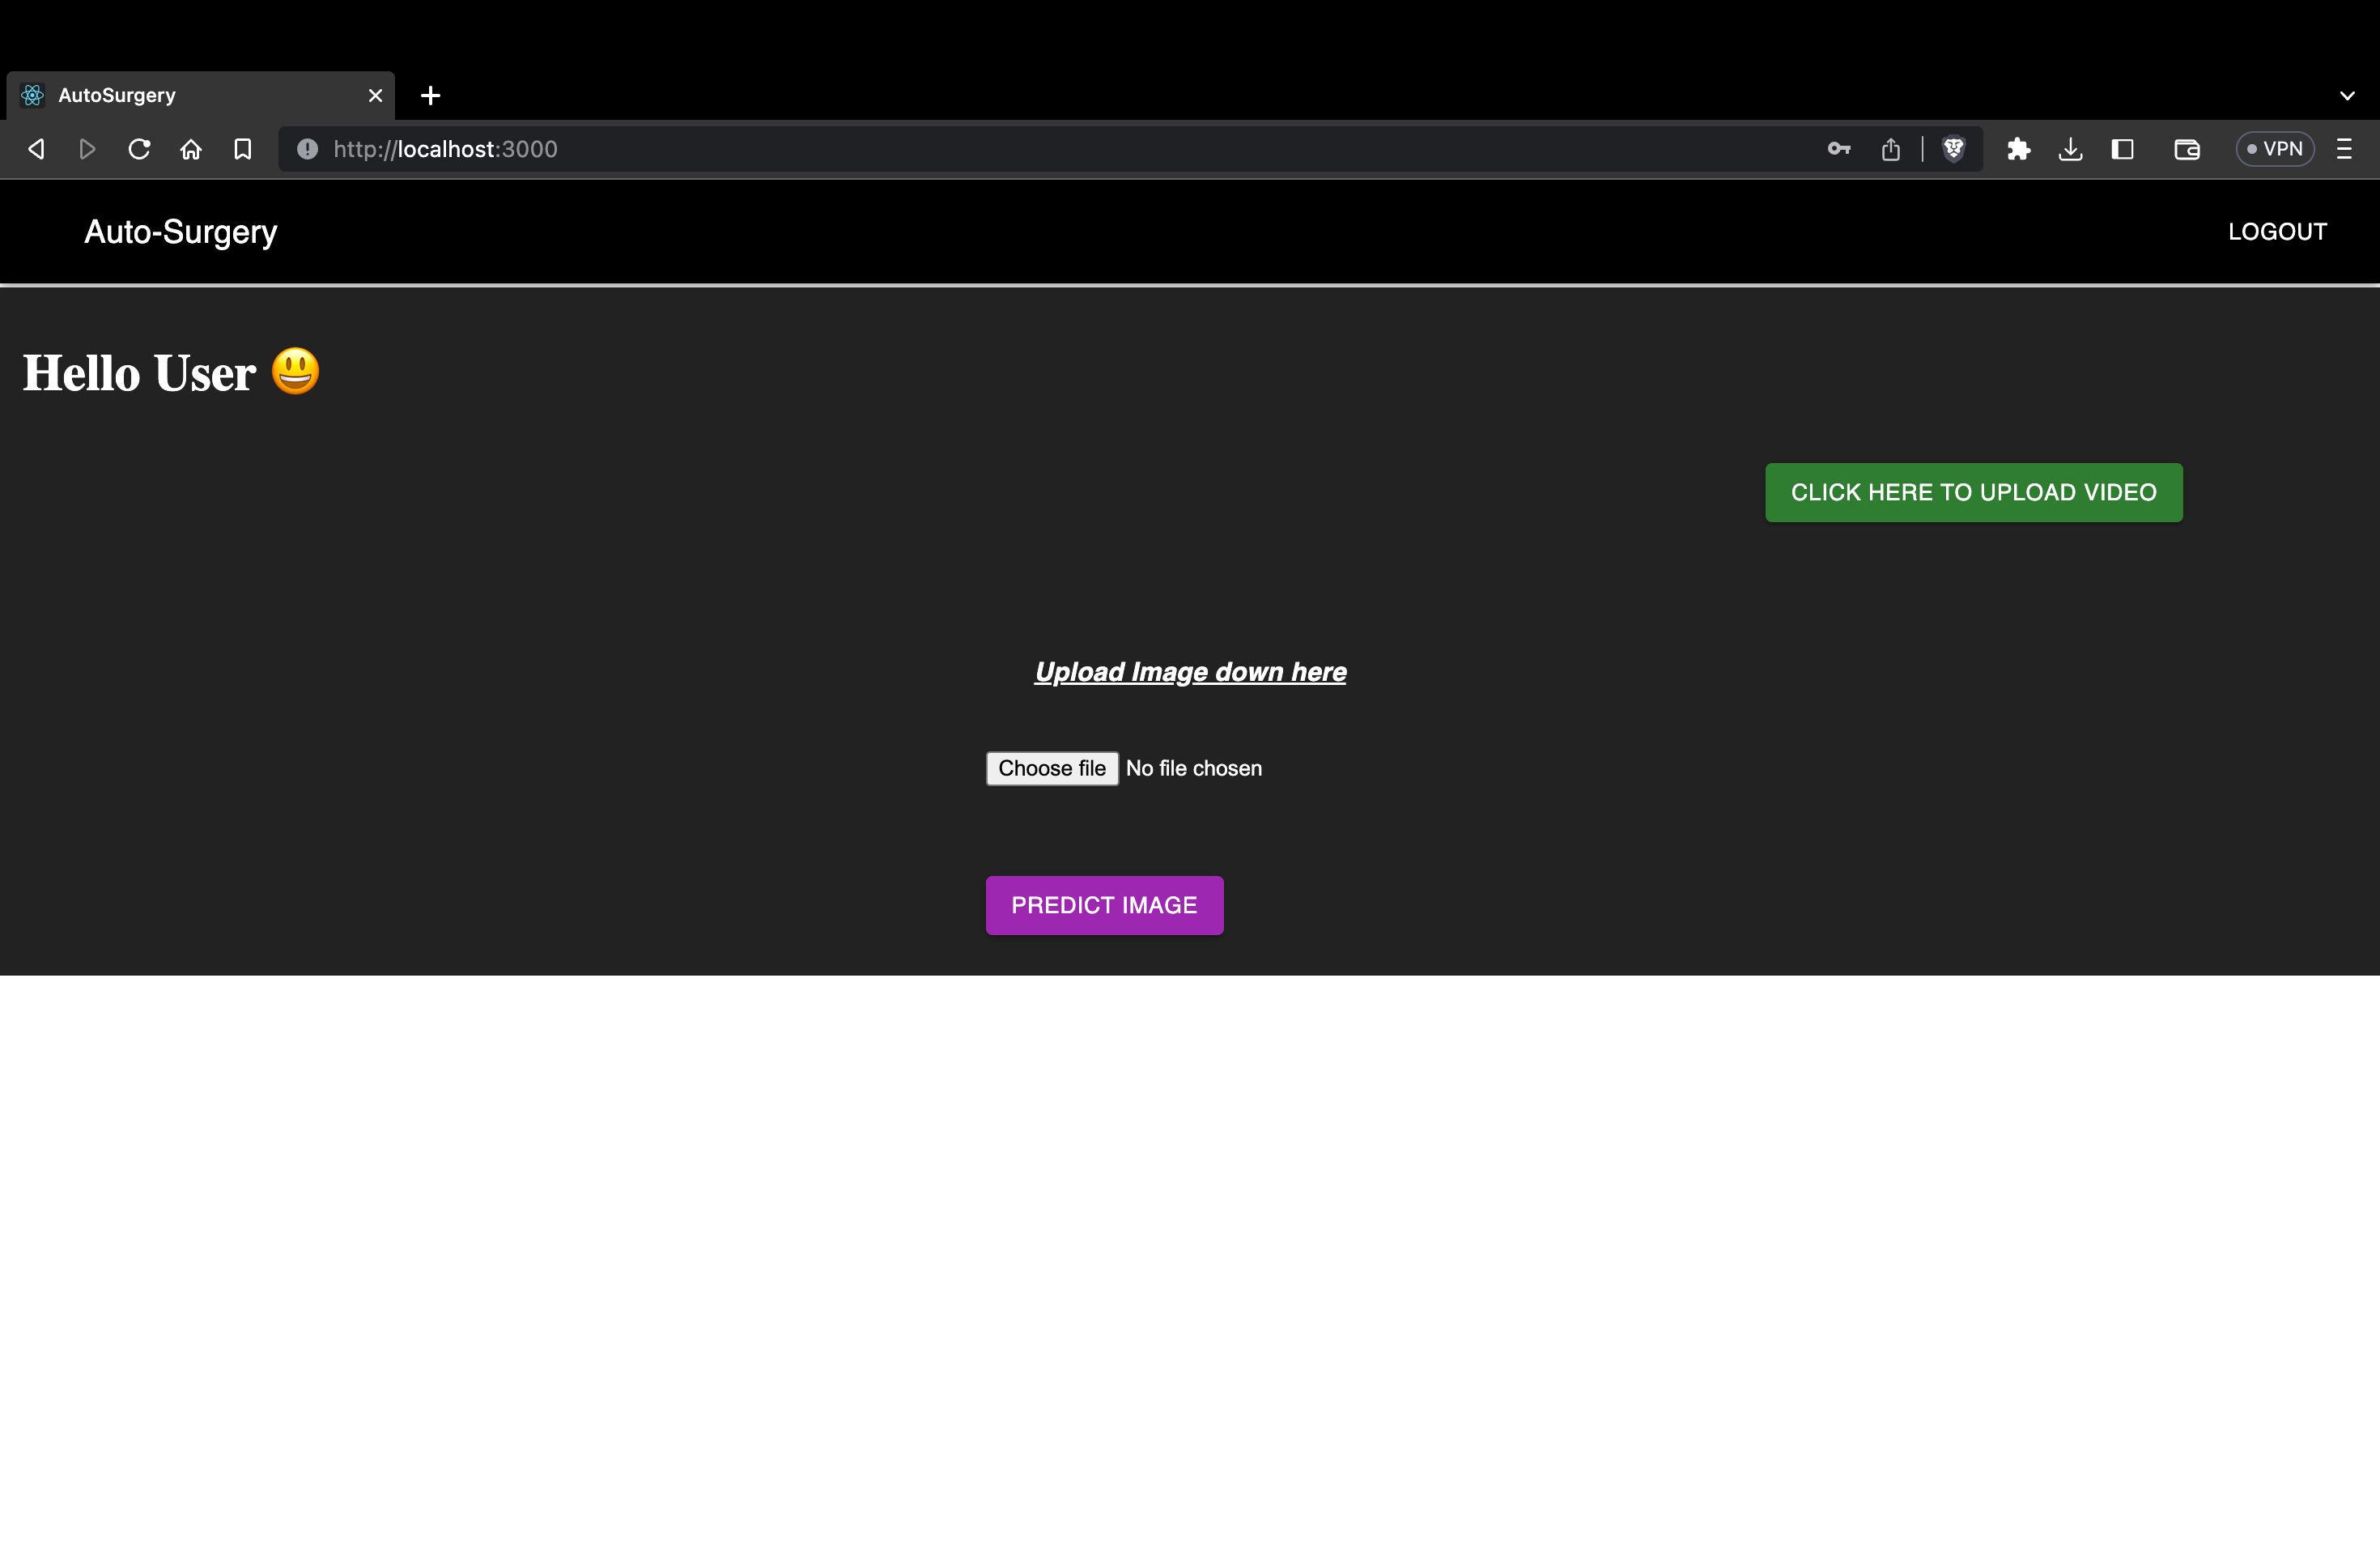 AutoSurgery
http://localhost:3000
VPN
Auto-Surgery
LOGOUT
Hello User 😃
CLICK HERE TO UPLOAD VIDEO
Upload Image down here
Choose file No file chosen
PREDICT IMAGE